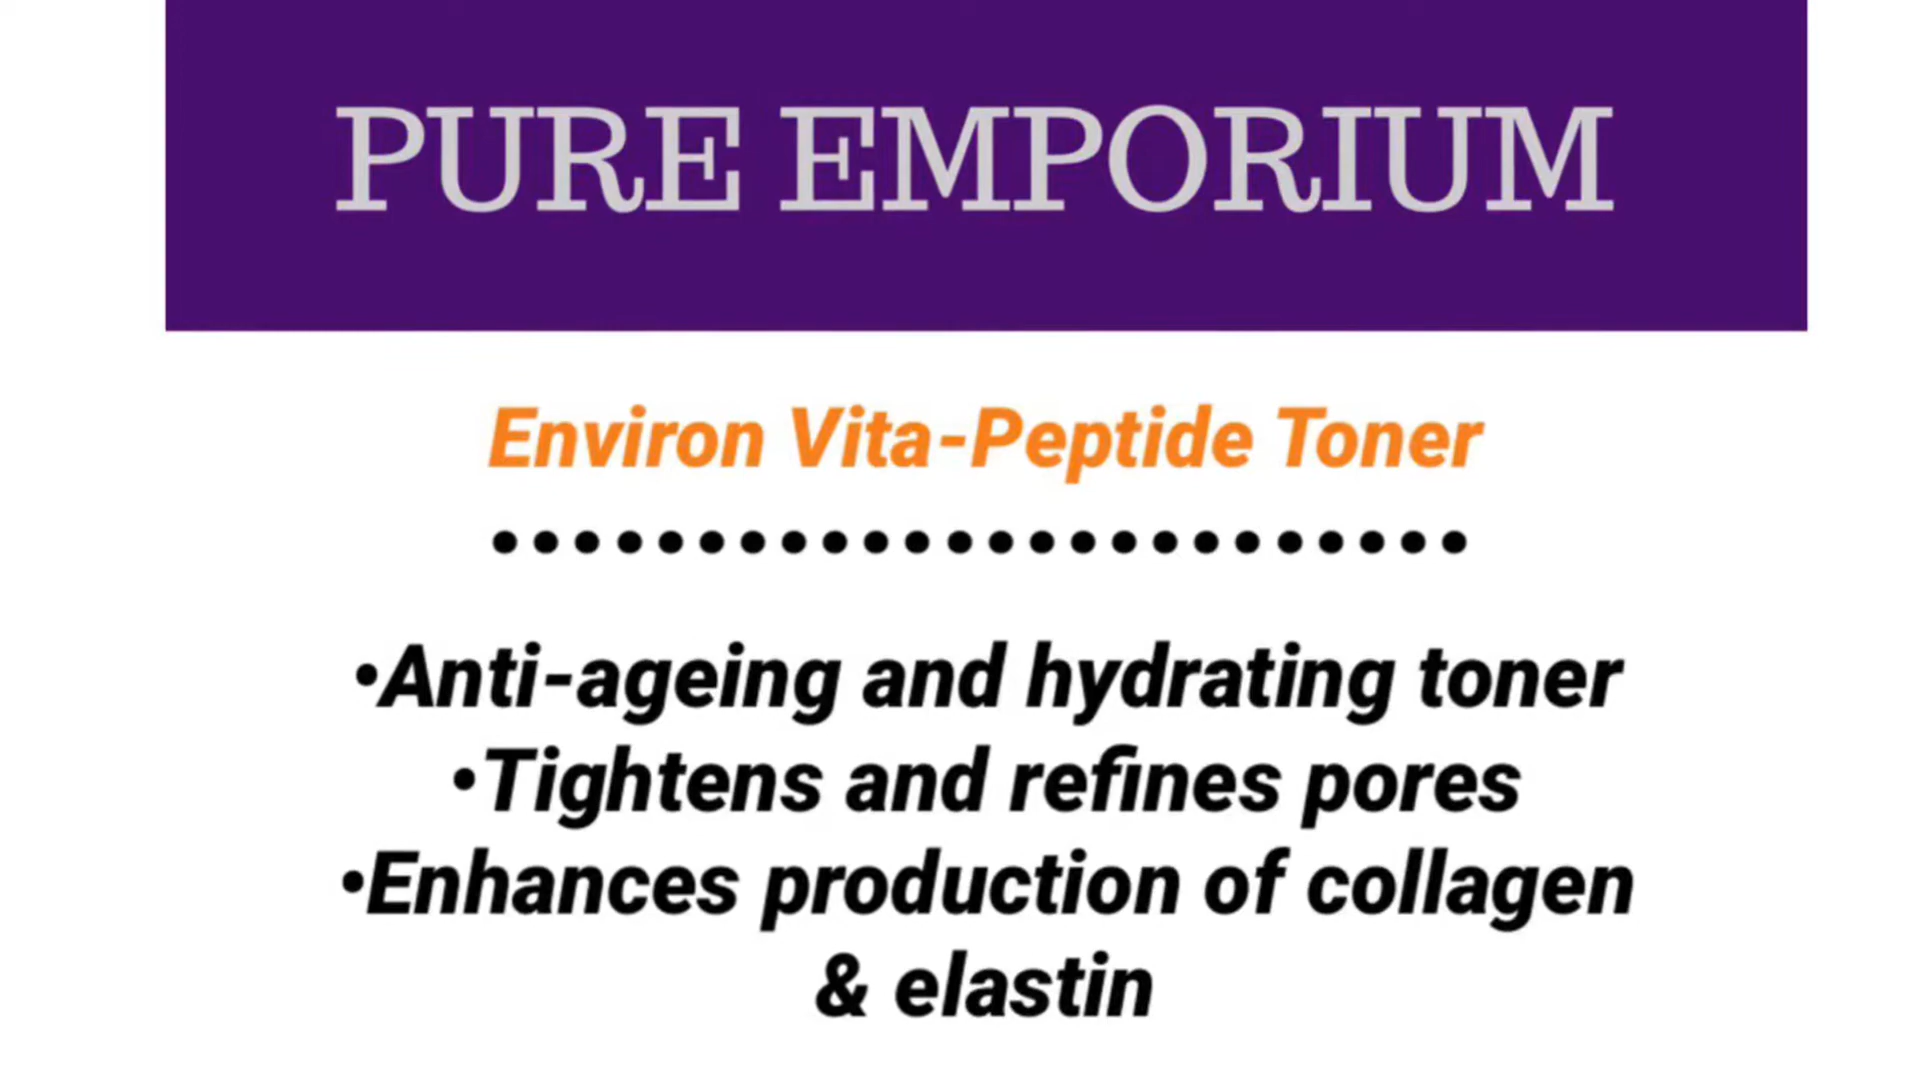 PURE EMPORIUM
Environ Vita-Peptide Toner
•Anti-ageing and hydrating toner
•Tightens and refines pores
•Enhances production of collagen
& elastin